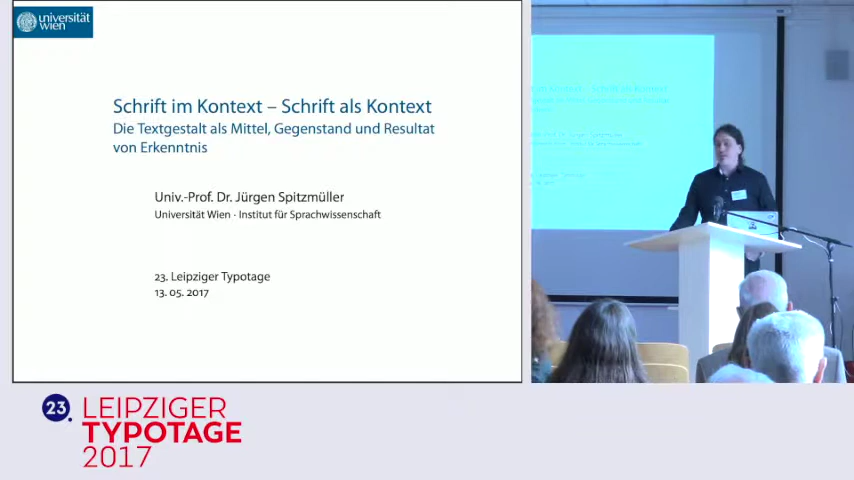 universität
wien
Schrift im Kontext – Schrift als Kontext
Die Textgestalt als Mittel, Gegenstand und Resultat
von Erkenntnis
Univ.-Prof. Dr. Jürgen Spitzmüller
Universität Wien · Institut für Sprachwissenschaft
23. Leipziger Typotage
13. 05. 2017
23.
LEIPZIGER
TYPOTAGE
2017